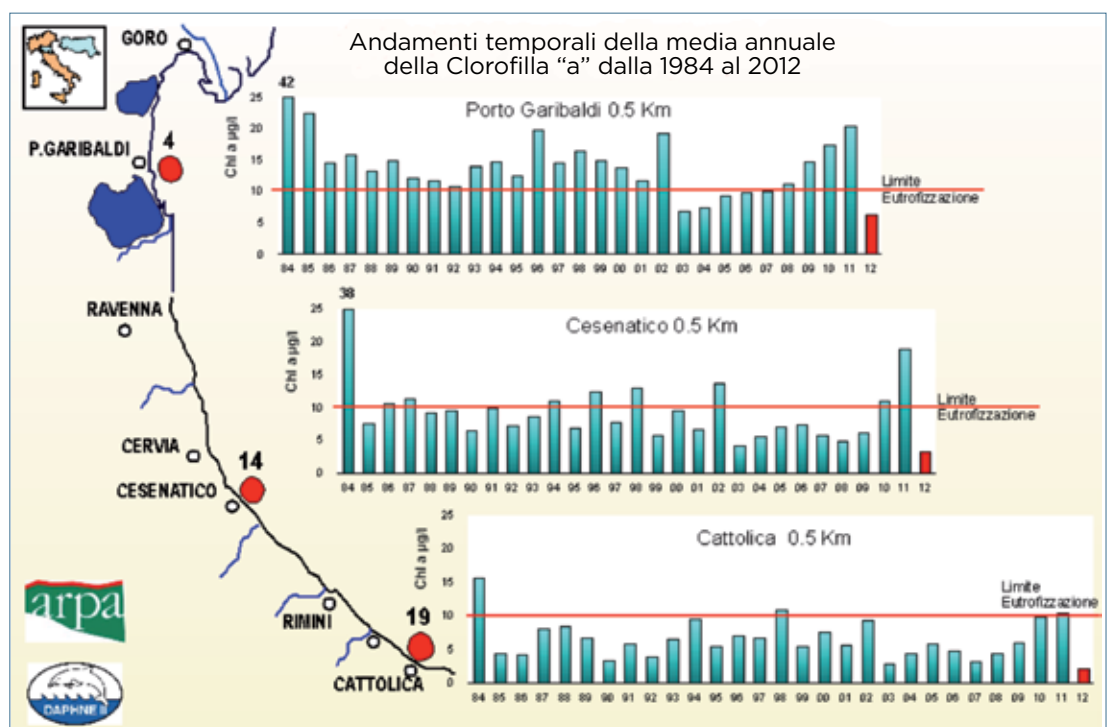 Andamenti temporali della media annuale
della Clorofilla “a” dalla 1984 al 2012
GORO
P.GARIBALDI
4
RAVENNA
CERVIA
CESENATICO
14
RIMINI
19
CATTOLICA
arpa
DAPHNE II
Porto Garibaldi 0.5 Km
42
Chl a µg/l
25
20
15
10
5
0
Limite
Eutrofizzazione
84 85 86 87 88 89 90 91 92 93 94 95 96 97 98 99 00 01 02 03 04 05 06 07 08 09 10 11 12
Cesenatico 0.5 Km
38
Chl a µg/l
25
20
15
10
5
0
Limite
Eutrofizzazione
84 85 86 87 88 89 90 91 92 93 94 95 96 97 98 99 00 01 02 03 04 05 06 07 08 09 10 11 12
Cattolica 0.5 Km
Chl a µg/l
25
20
15
10
5
0
Limite
Eutrofizzazione
84 85 86 87 88 89 90 91 92 93 94 95 96 97 98 99 00 01 02 03 04 05 06 07 08 09 10 11 12